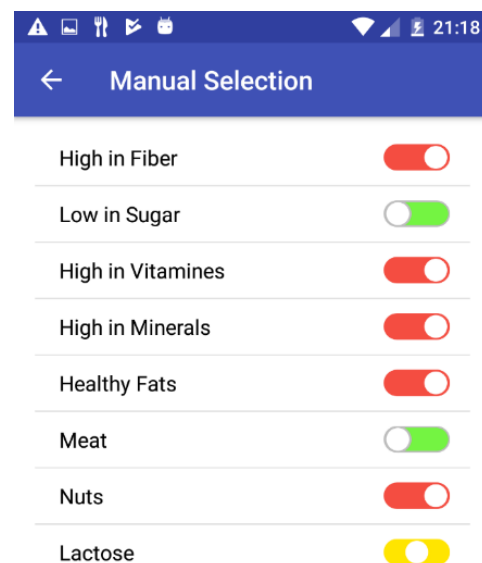 21:18
Manual Selection
High in Fiber
Low in Sugar
High in Vitamines
High in Minerals
Healthy Fats
Meat
Nuts
Lactose